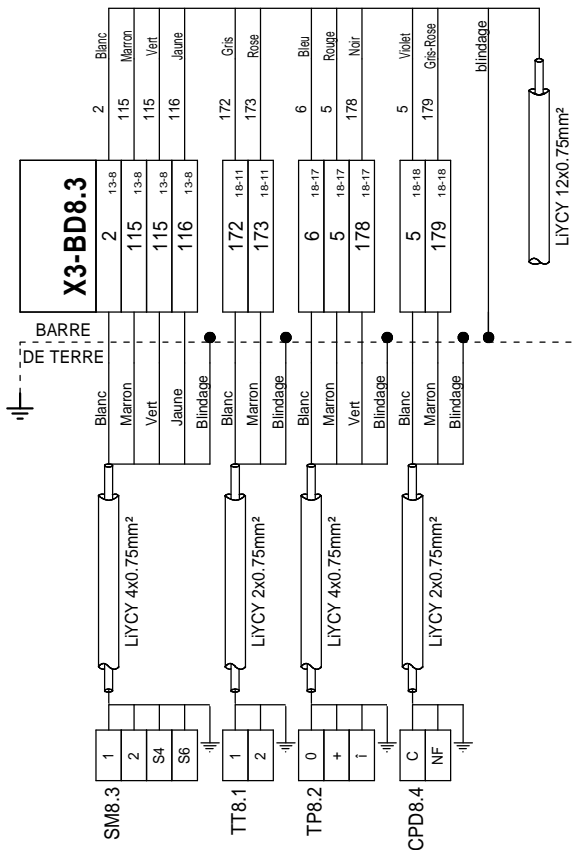 2
Blanc
115
Marron
115
Vert
116
Jaune
172
Gris
173
Rose
6
Bleu
5
Rouge
178
Noir
5
Violet
179
Gris-Rose
blindage
X3-BD8.3
2
13-8
115
13-8
115
13-8
116
13-8
172
18-11
173
18-11
6
18-17
5
18-17
178
18-17
5
18-18
179
18-18
LiYCY 12x0.75mm²
BARRE
DE TERRE
Blanc
Marron
Vert
Jaune
Blindage
Blanc
Marron
Blindage
Blanc
Marron
Vert
Blindage
Blanc
Marron
Blindage
LiYCY 4x0.75mm²
LiYCY 2x0.75mm²
LiYCY 4x0.75mm²
LiYCY 2x0.75mm²
1
2
S4
S6
1
2
0
+
î
C
NF
SM8.3
TT8.1
TP8.2
CPD8.4